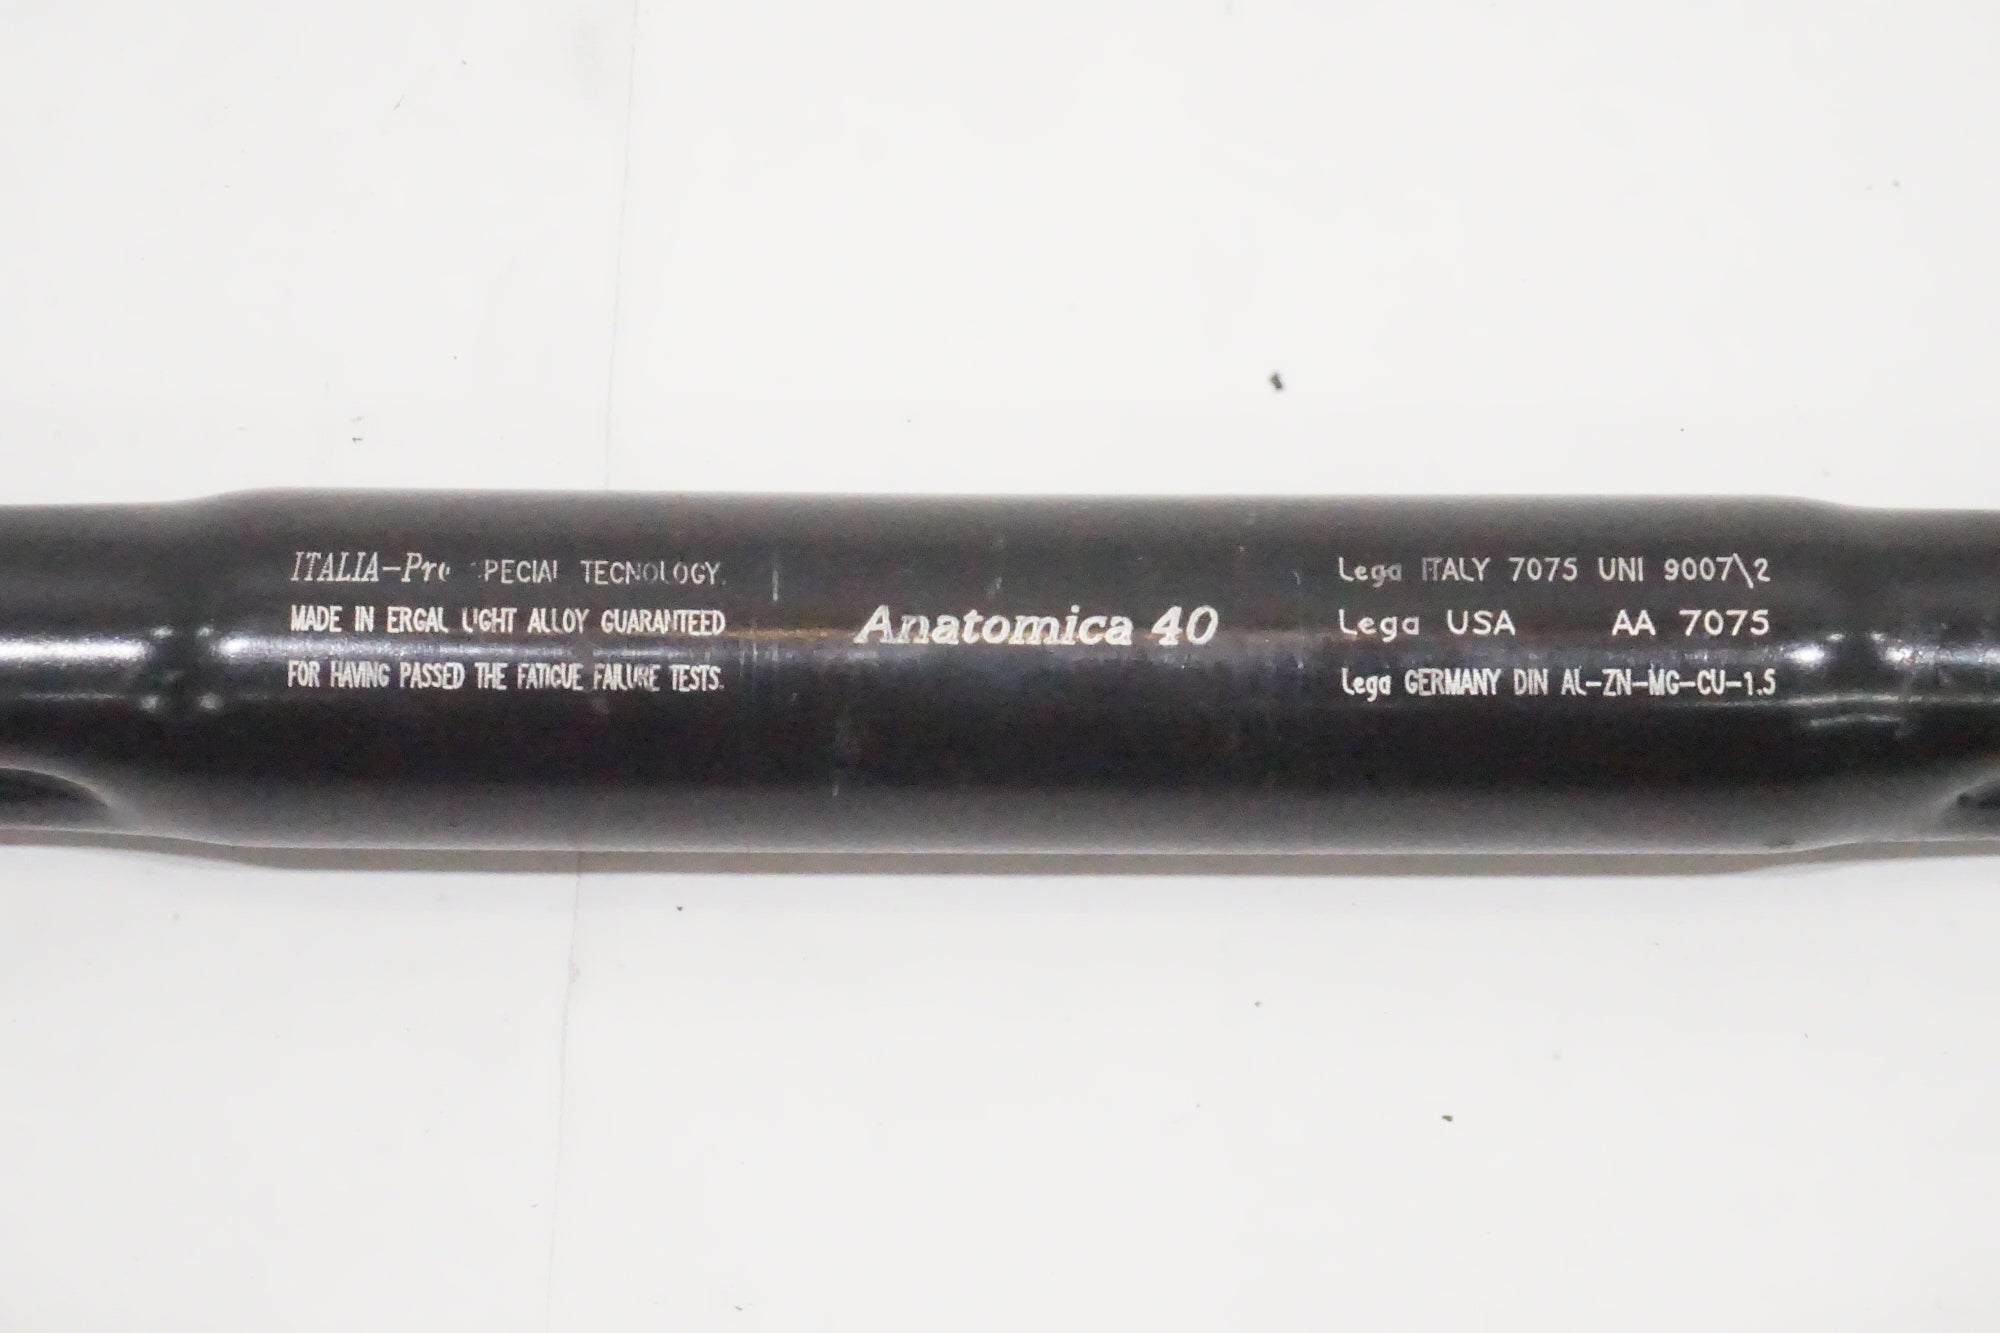 ITALIA-Pro SPECIAL TECNOLOGY.
MADE IN ERGAL LIGHT ALLOY GUARANTEED
FOR HAVING PASSED THE FATIGUE FAILURE TESTS.
Anatomica 40
Lega ITALY 7075 UNI 9007\2
Lega USA AA 7075
Lega GERMANY DIN AL-ZN-MG-CU-1.5